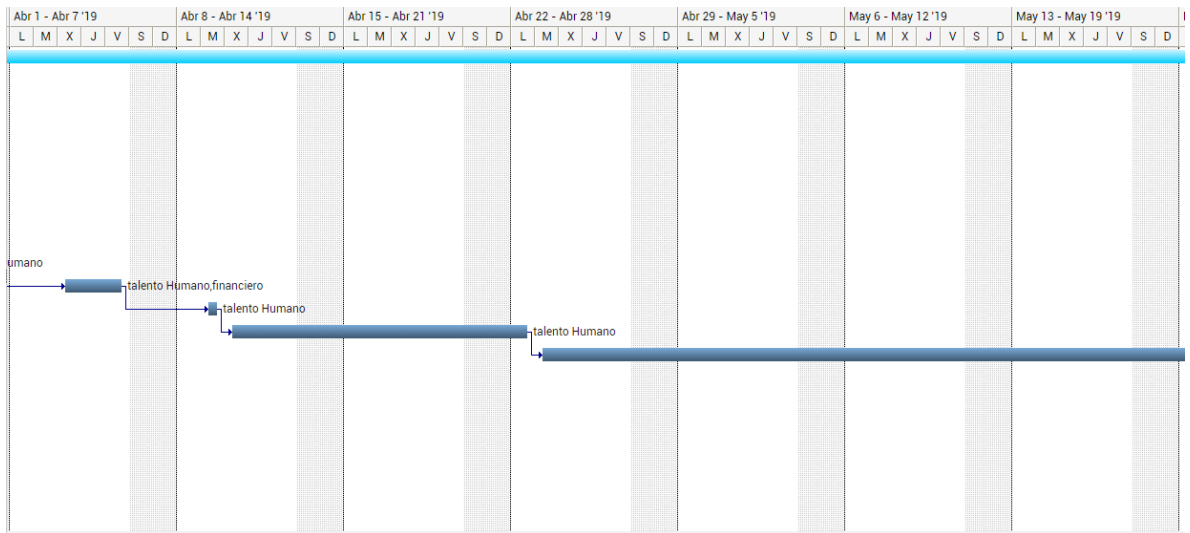 Abr 1 - Abr 7 '19 Abr 8 - Abr 14 '19 Abr 15 - Abr 21 '19 Abr 22 - Abr 28 '19 Abr 29 - May 5 '19 May 6 - May 12 '19 May 13 - May 19 '19
L M X J V S D L M X J V S D L M X J V S D L M X J V S D L M X J V S D L M X J V S D L M X J V S D
umano
talento Humano,financiero
talento Humano
talento Humano